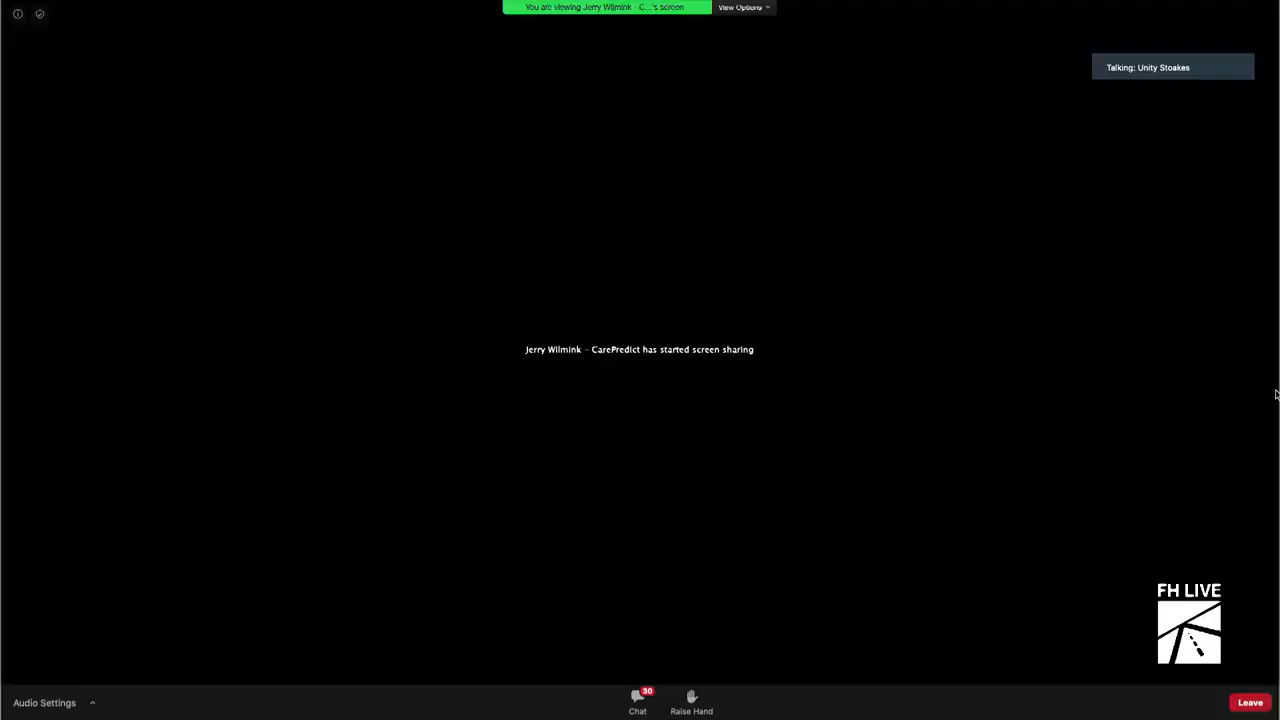 You are viewing Jerry Wilmink - C...'s screen
View Options
Talking: Unity Stoakes
Jerry Wilmink - CarePredict has started screen sharing
FH LIVE
Audio Settings
30
Chat
Raise Hand
Leave